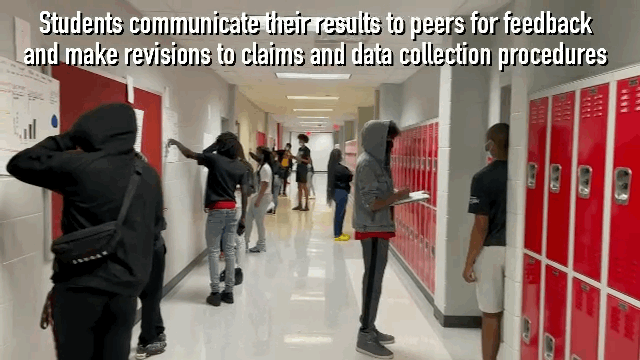 Students communicate their results to peers for feedback
and make revisions to claims and data collection procedures